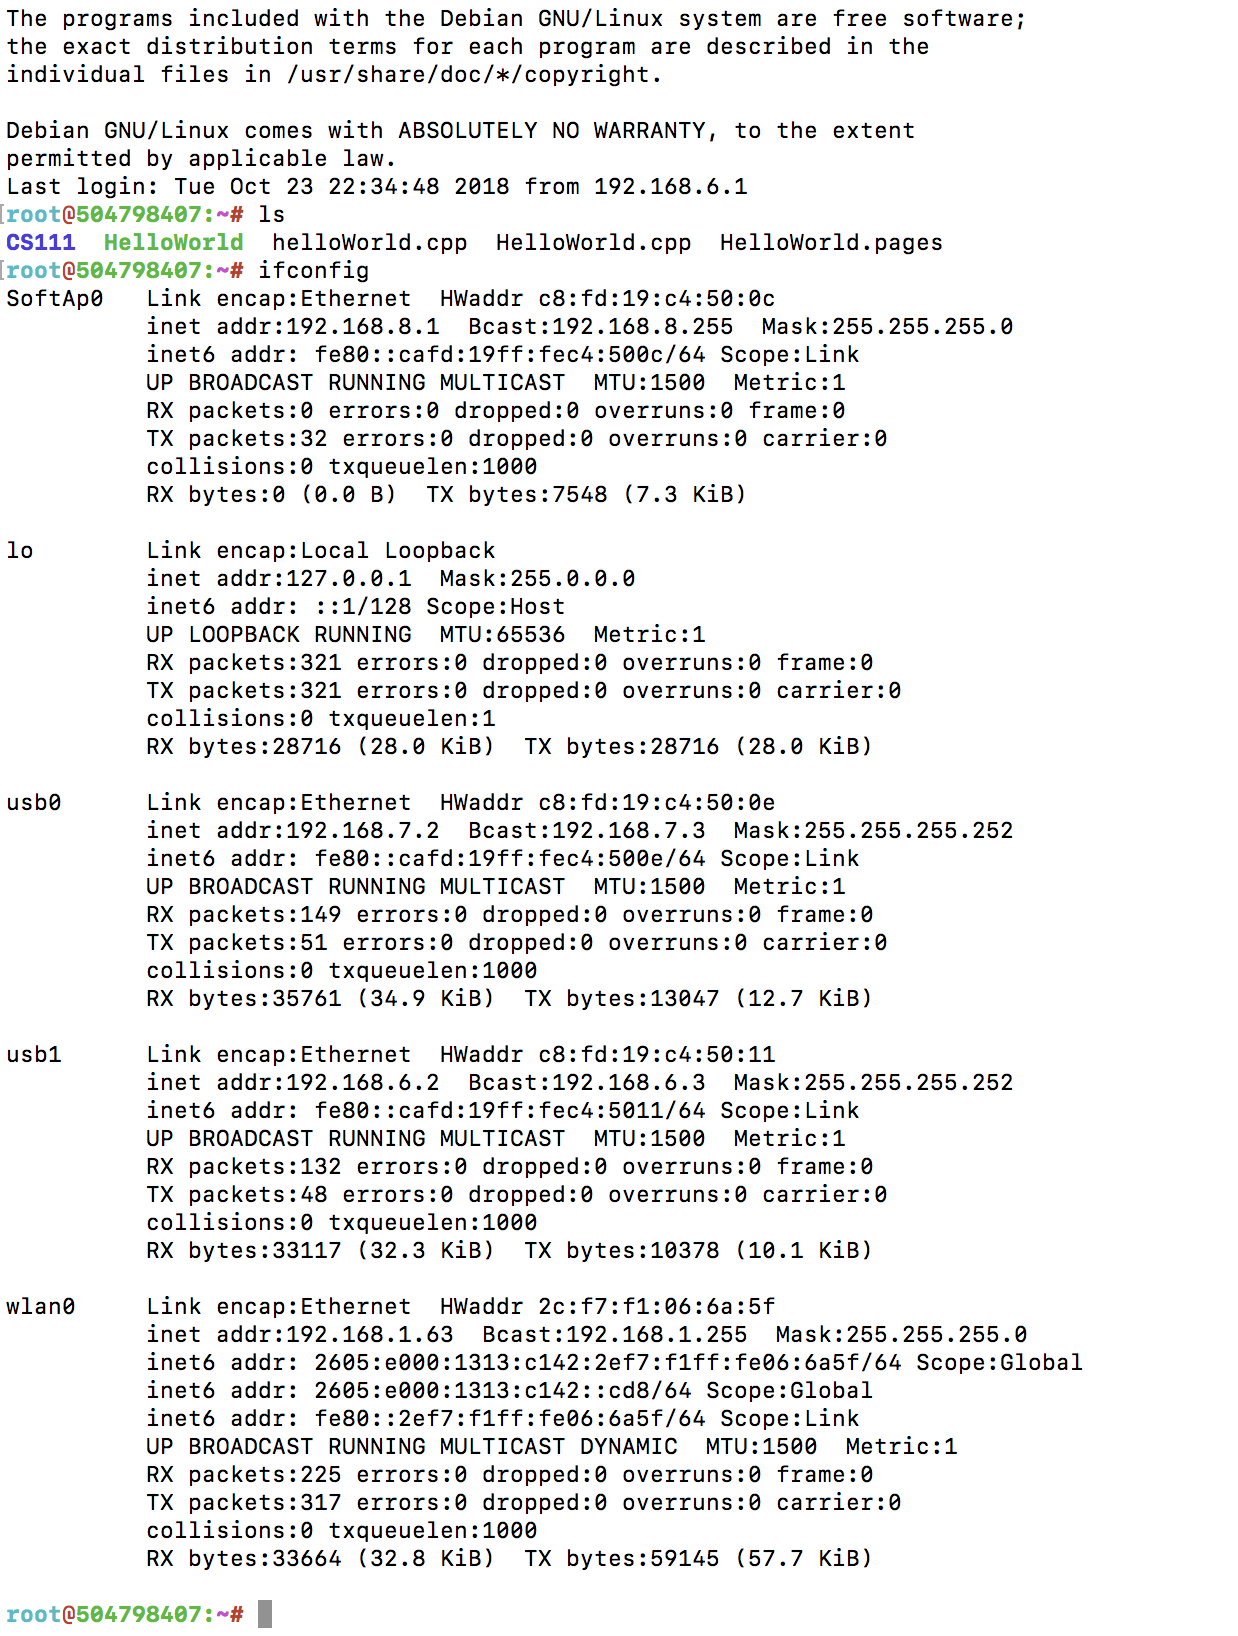 The programs included with the Debian GNU/Linux system are free software;
the exact distribution terms for each program are described in the
individual files in /usr/share/doc/*/copyright.

Debian GNU/Linux comes with ABSOLUTELY NO WARRANTY, to the extent
permitted by applicable law.
Last login: Tue Oct 23 22:34:48 2018 from 192.168.6.1
[root@504798407:~# ls
CS111  HelloWorld  helloWorld.cpp  HelloWorld.cpp  HelloWorld.pages
[root@504798407:~# ifconfig
SoftAp0   Link encap:Ethernet  HWaddr c8:fd:19:c4:50:0c
          inet addr:192.168.8.1  Bcast:192.168.8.255  Mask:255.255.255.0
          inet6 addr: fe80::cafd:19ff:fec4:500c/64 Scope:Link
          UP BROADCAST RUNNING MULTICAST  MTU:1500  Metric:1
          RX packets:0 errors:0 dropped:0 overruns:0 frame:0
          TX packets:32 errors:0 dropped:0 overruns:0 carrier:0
          collisions:0 txqueuelen:1000
          RX bytes:0 (0.0 B)  TX bytes:7548 (7.3 KiB)

lo        Link encap:Local Loopback
          inet addr:127.0.0.1  Mask:255.0.0.0
          inet6 addr: ::1/128 Scope:Host
          UP LOOPBACK RUNNING  MTU:65536  Metric:1
          RX packets:321 errors:0 dropped:0 overruns:0 frame:0
          TX packets:321 errors:0 dropped:0 overruns:0 carrier:0
          collisions:0 txqueuelen:1
          RX bytes:28716 (28.0 KiB)  TX bytes:28716 (28.0 KiB)

usb0      Link encap:Ethernet  HWaddr c8:fd:19:c4:50:0e
          inet addr:192.168.7.2  Bcast:192.168.7.3  Mask:255.255.255.252
          inet6 addr: fe80::cafd:19ff:fec4:500e/64 Scope:Link
          UP BROADCAST RUNNING MULTICAST  MTU:1500  Metric:1
          RX packets:149 errors:0 dropped:0 overruns:0 frame:0
          TX packets:51 errors:0 dropped:0 overruns:0 carrier:0
          collisions:0 txqueuelen:1000
          RX bytes:35761 (34.9 KiB)  TX bytes:13047 (12.7 KiB)

usb1      Link encap:Ethernet  HWaddr c8:fd:19:c4:50:11
          inet addr:192.168.6.2  Bcast:192.168.6.3  Mask:255.255.255.252
          inet6 addr: fe80::cafd:19ff:fec4:5011/64 Scope:Link
          UP BROADCAST RUNNING MULTICAST  MTU:1500  Metric:1
          RX packets:132 errors:0 dropped:0 overruns:0 frame:0
          TX packets:48 errors:0 dropped:0 overruns:0 carrier:0
          collisions:0 txqueuelen:1000
          RX bytes:33117 (32.3 KiB)  TX bytes:10378 (10.1 KiB)

wlan0     Link encap:Ethernet  HWaddr 2c:f7:f1:06:6a:5f
          inet addr:192.168.1.63  Bcast:192.168.1.255  Mask:255.255.255.0
          inet6 addr: 2605:e000:1313:c142:2ef7:f1ff:fe06:6a5f/64 Scope:Global
          inet6 addr: 2605:e000:1313:c142::cd8/64 Scope:Global
          inet6 addr: fe80::2ef7:f1ff:fe06:6a5f/64 Scope:Link
          UP BROADCAST RUNNING MULTICAST DYNAMIC  MTU:1500  Metric:1
          RX packets:225 errors:0 dropped:0 overruns:0 frame:0
          TX packets:317 errors:0 dropped:0 overruns:0 carrier:0
          collisions:0 txqueuelen:1000
          RX bytes:33664 (32.8 KiB)  TX bytes:59145 (57.7 KiB)

root@504798407:~#